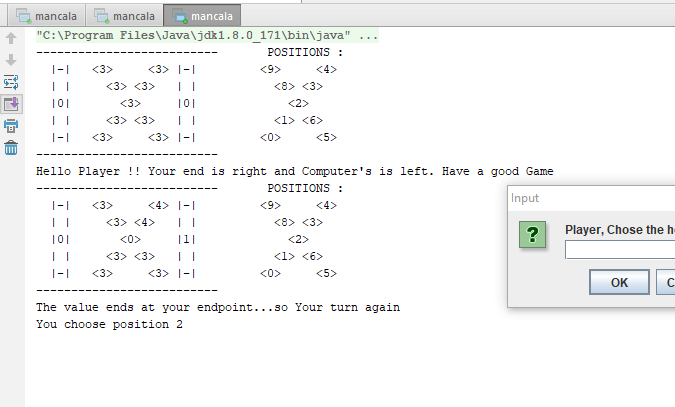 mancala mancala mancala
"C:\Program Files\Java\jdk1.8.0_171\bin\java" ...
-------------------------- POSITIONS :
|-| <3> <3> |-| <9> <4>
| | <3> <3> | | <8> <3>
|0| <3> |0| <2>
| | <3> <3> | | <1> <6>
|-| <3> <3> |-| <0> <5>
--------------------------
Hello Player !! Your end is right and Computer's is left. Have a good Game
-------------------------- POSITIONS :
|-| <3> <4> |-| <9> <4>
| | <3> <4> | | <8> <3>
|0| <0> |1| <2>
| | <3> <3> | | <1> <6>
|-| <3> <3> |-| <0> <5>
--------------------------
The value ends at your endpoint...so Your turn again
You choose position 2
Input
?
Player, Chose the h
OK
C